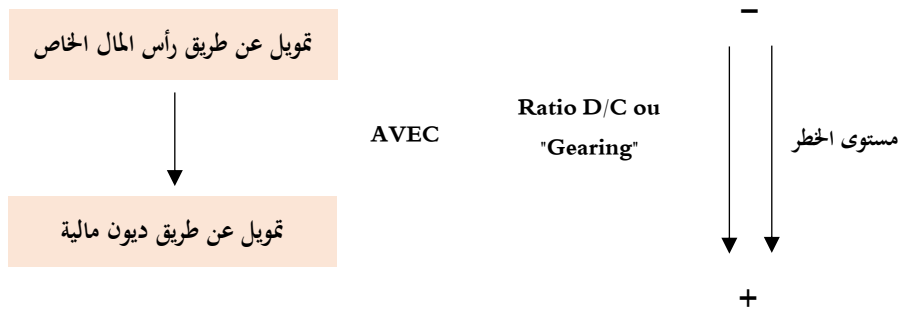 −
تمويل عن طريق رأس المال الخاص
AVEC
Ratio D/C ou
"Gearing"
مستوى الخطر
تمويل عن طريق ديون مالية
+